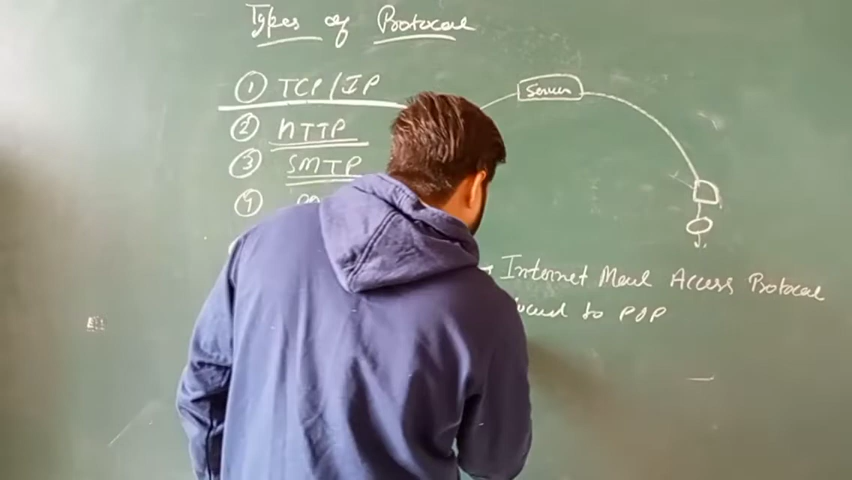 Types of Protocol
① TCP/IP
② HTTP
③ SMTP
④
Server
Internet Mail Access Protocol
to POP